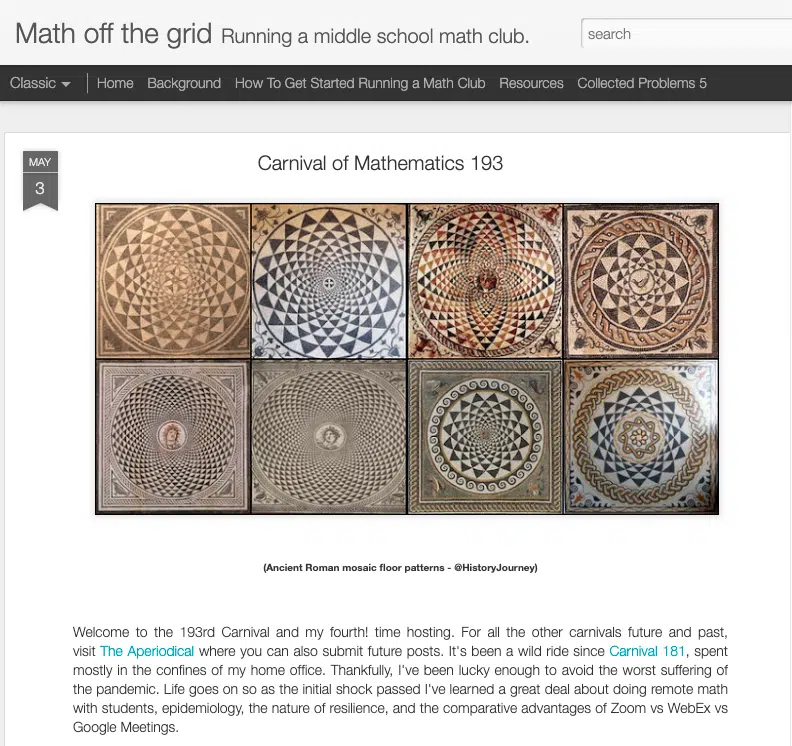 Math off the grid Running a middle school math club.
search
Classic Home Background How To Get Started Running a Math Club Resources Collected Problems 5
MAY
3
Carnival of Mathematics 193
(Ancient Roman mosaic floor patterns - @HistoryJourney)
Welcome to the 193rd Carnival and my fourth! time hosting. For all the other carnivals future and past,
visit The Aperiodical where you can also submit future posts. It's been a wild ride since Carnival 181, spent
mostly in the confines of my home office. Thankfully, I've been lucky enough to avoid the worst suffering of
the pandemic. Life goes on so as the initial shock passed I've learned a great deal about doing remote math
with students, epidemiology, the nature of resilience, and the comparative advantages of Zoom vs WebEx vs
Google Meetings.